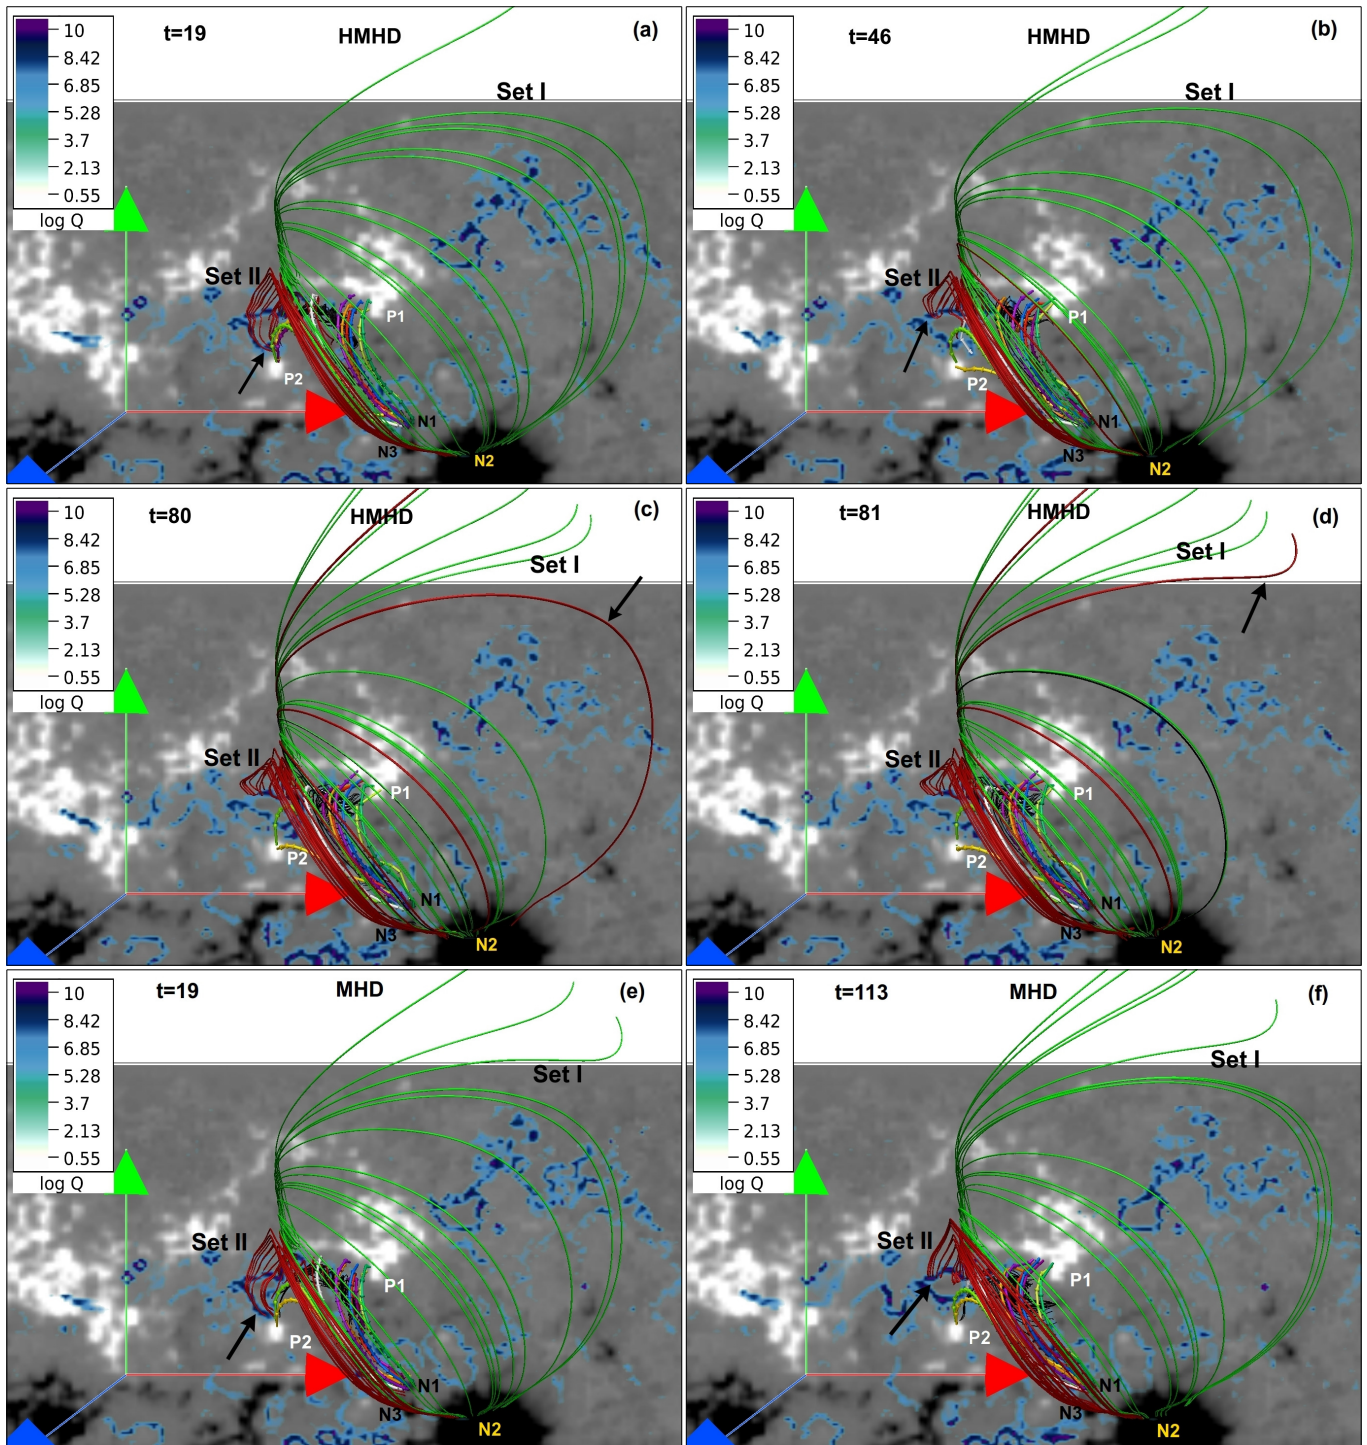 t=19 HMHD (a)
10
8.42
6.85
5.28
3.7
2.13
0.55
log Q
Set I
Set II
P1
P2
N1
N3
N2
t=46 HMHD (b)
10
8.42
6.85
5.28
3.7
2.13
0.55
log Q
Set I
Set II
P1
P2
N1
N3
N2
t=80 HMHD (c)
10
8.42
6.85
5.28
3.7
2.13
0.55
log Q
Set I
Set II
P1
P2
N1
N3
N2
t=81 HMHD (d)
10
8.42
6.85
5.28
3.7
2.13
0.55
log Q
Set I
Set II
P1
P2
N1
N3
N2
t=19 MHD (e)
10
8.42
6.85
5.28
3.7
2.13
0.55
log Q
Set I
Set II
P1
P2
N1
N3
N2
t=113 MHD (f)
10
8.42
6.85
5.28
3.7
2.13
0.55
log Q
Set I
Set II
P1
P2
N1
N3
N2